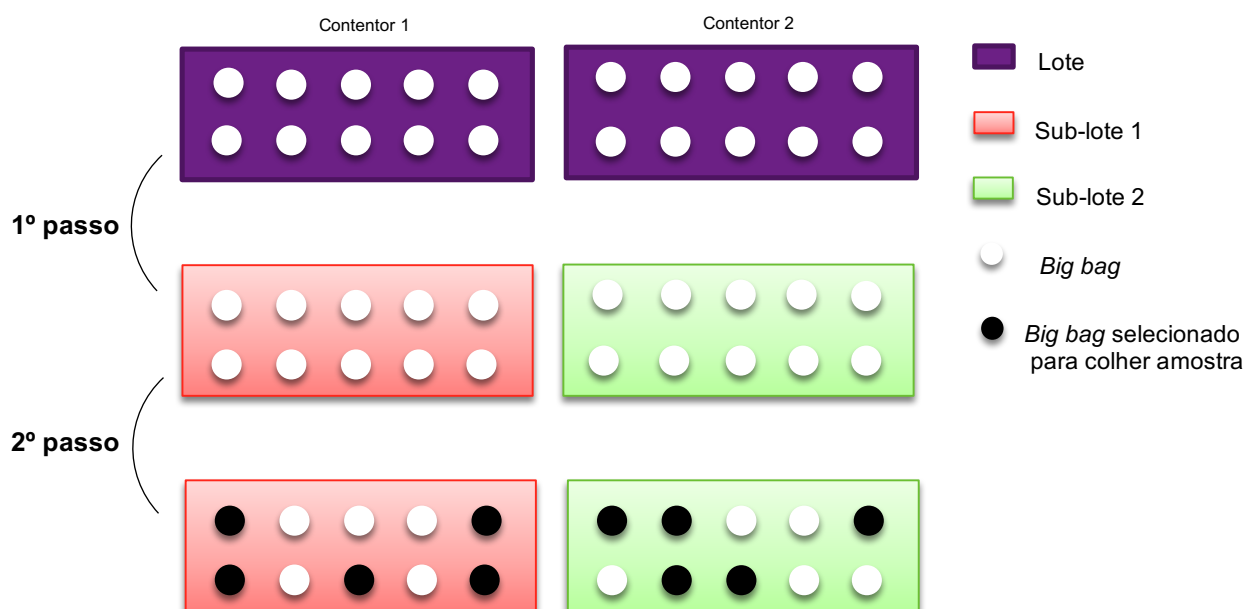 Contentor 1
Contentor 2
Lote
Sub-lote 1
1º passo
Sub-lote 2
Big bag
Big bag selecionado
para colher amostra
2º passo